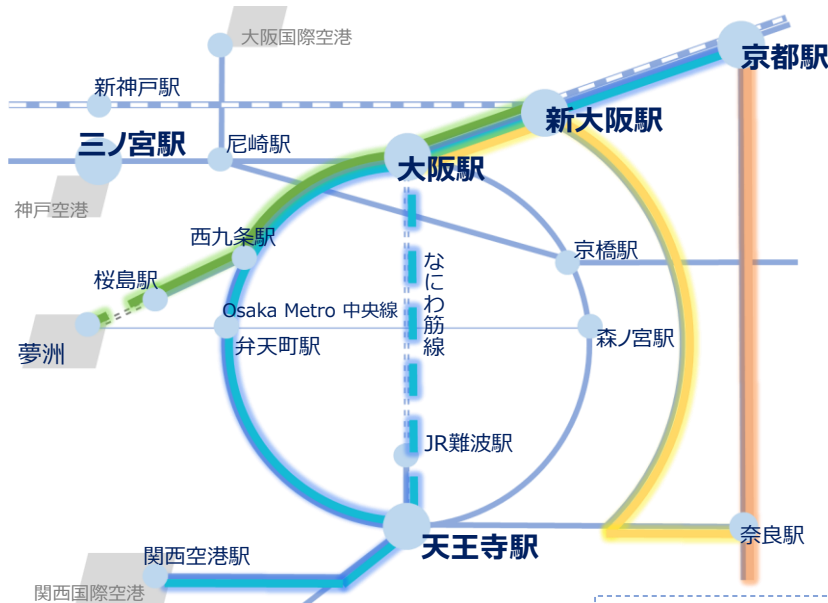 大阪国際空港
京都駅
新神戸駅
新大阪駅
三ノ宮駅
尼崎駅
大阪駅
神戸空港
西九条駅
京橋駅
なにわ筋線
桜島駅
Osaka Metro 中央線
夢洲
弁天町駅
森ノ宮駅
JR難波駅
奈良駅
天王寺駅
関西空港駅
関西国際空港